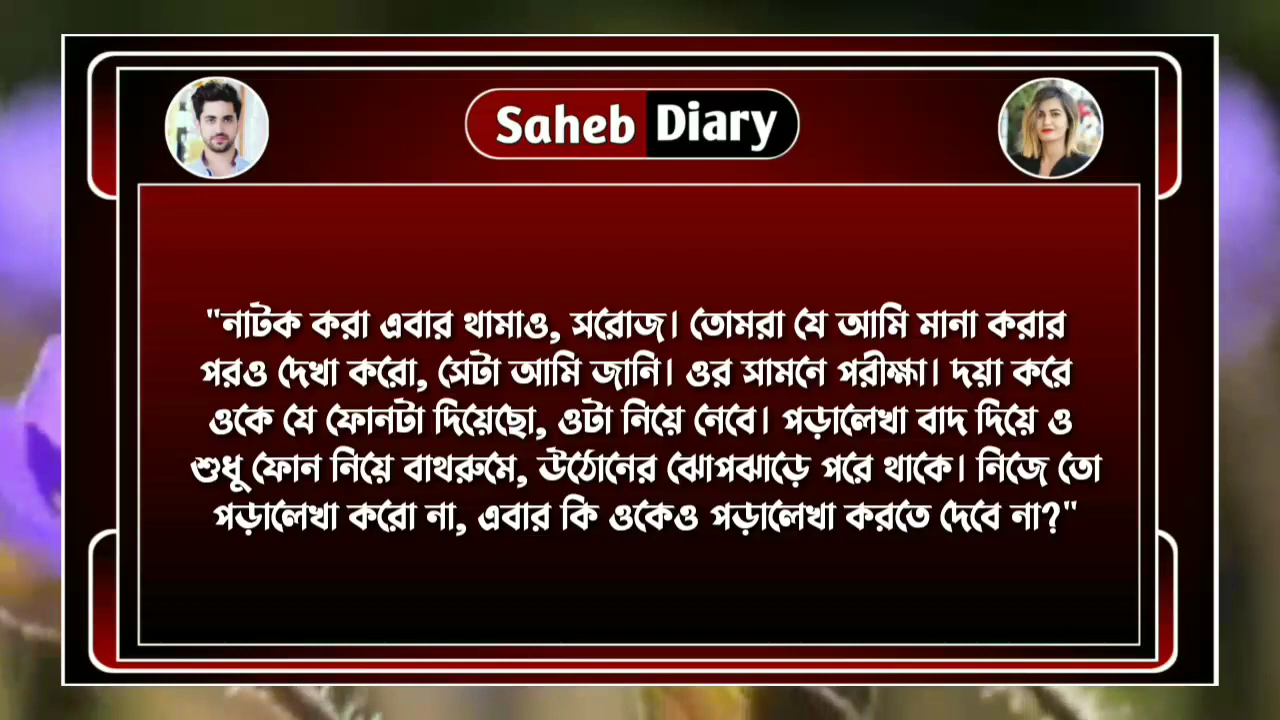 Saheb Diary
"নাটক করা এবার থামাও, সরোজ। তোমরা যে আমি মানা করার
পরও দেখা করো, সেটা আমি জানি। ওর সামনে পরীক্ষা। দয়া করে
ওকে যে ফোনটা দিয়েছো, ওটা নিয়ে নেবে। পড়ালেখা বাদ দিয়ে ও
শুধু ফোন নিয়ে বাথরুমে, উঠোনের ঝোপঝাড়ে পরে থাকে। নিজে তো
পড়ালেখা করো না, এবার কি ওকেও পড়ালেখা করতে দেবে না?"